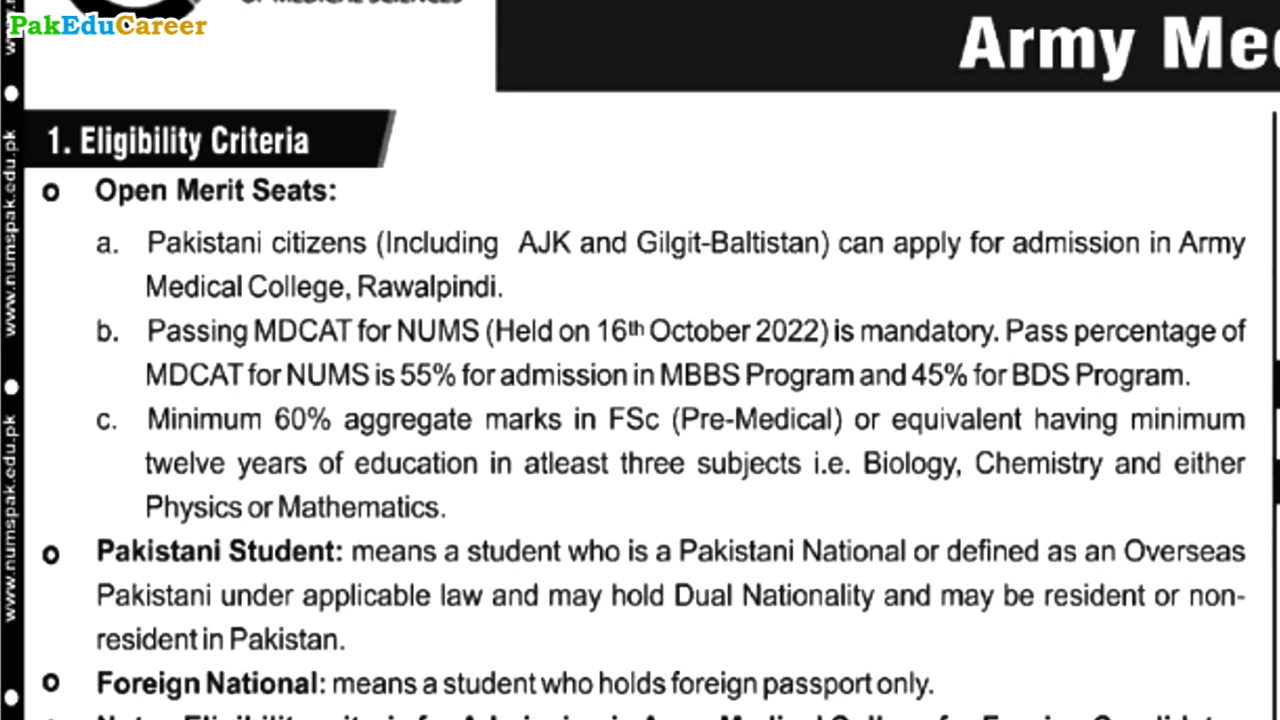 OF MEDICAL SCIENCES
PakEduCareer
Army Med
1. Eligibility Criteria
o Open Merit Seats:
a. Pakistani citizens (Including AJK and Gilgit-Baltistan) can apply for admission in Army
Medical College, Rawalpindi.
b. Passing MDCAT for NUMS (Held on 16th October 2022) is mandatory. Pass percentage of
MDCAT for NUMS is 55% for admission in MBBS Program and 45% for BDS Program.
c. Minimum 60% aggregate marks in FSc (Pre-Medical) or equivalent having minimum
twelve years of education in atleast three subjects i.e. Biology, Chemistry and either
Physics or Mathematics.
o Pakistani Student: means a student who is a Pakistani National or defined as an Overseas
Pakistani under applicable law and may hold Dual Nationality and may be resident or non-
resident in Pakistan.
o Foreign National: means a student who holds foreign passport only.
www.numspak.edu.pk
www.numspak.edu.pk